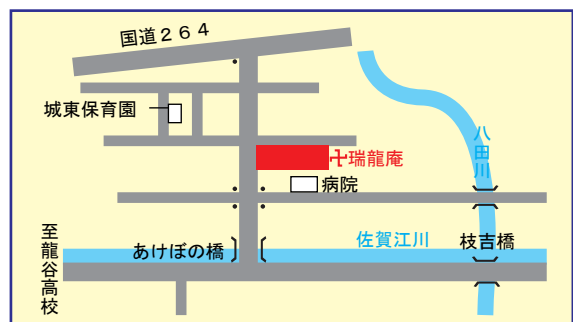 国道２６４
城東保育園
八田川
卍瑞龍庵
病院
至龍谷高校
あけぼの橋
佐賀江川
枝吉橋